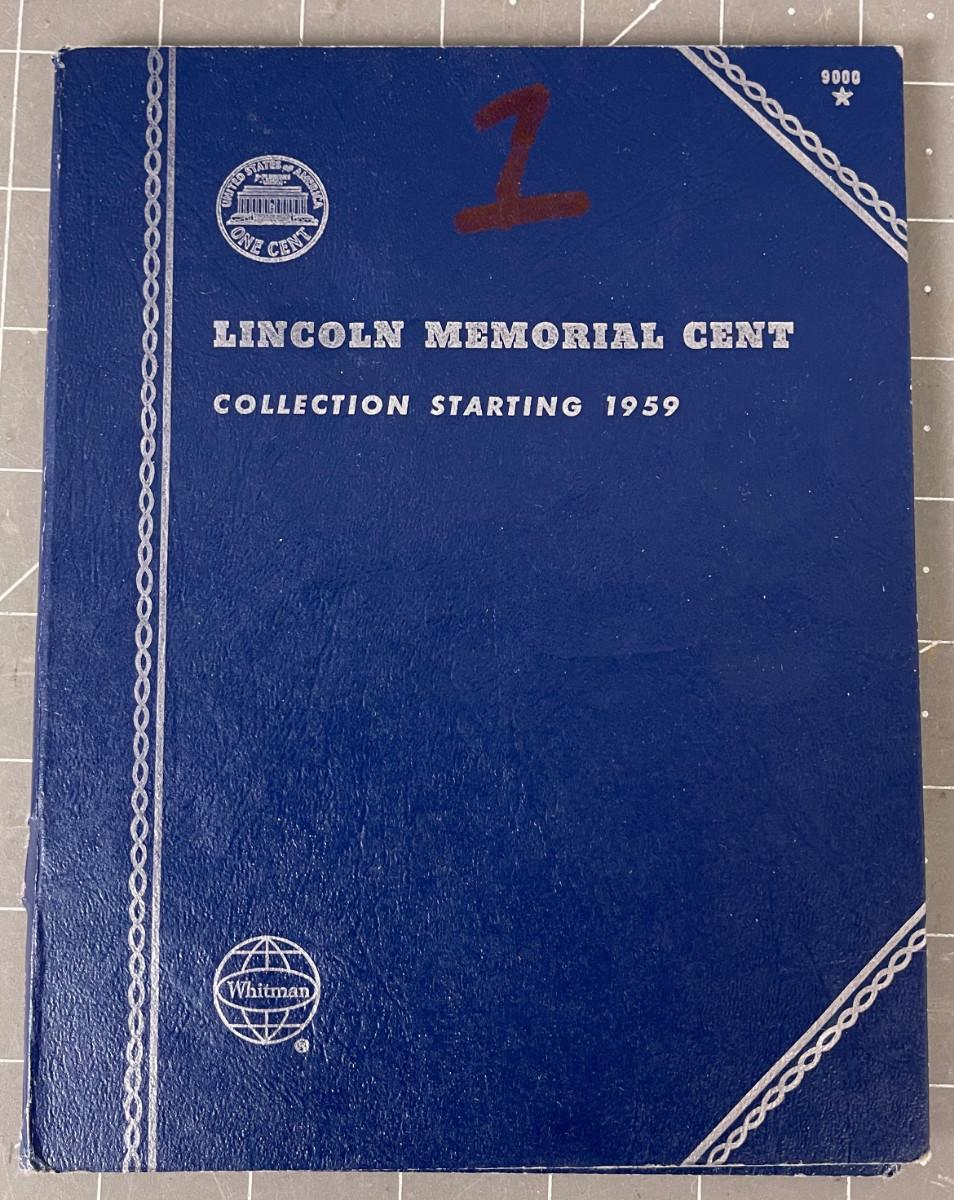 9000
1
UNITED STATES OF AMERICA
ONE CENT
LINCOLN MEMORIAL CENT
COLLECTION STARTING 1959
Whitman
®